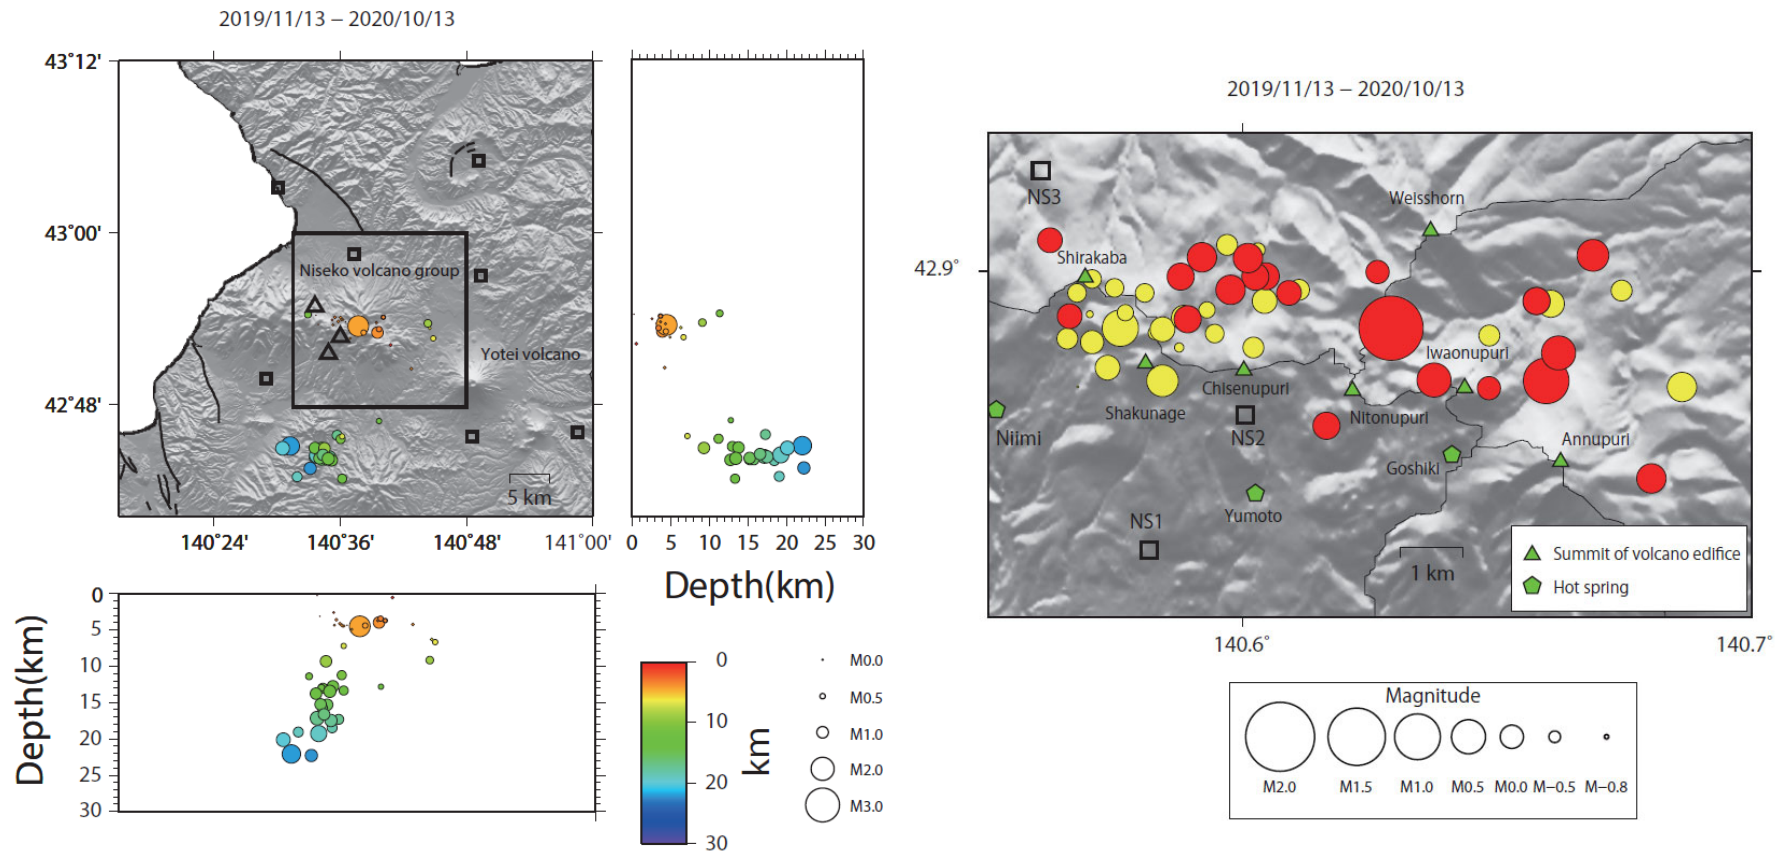 2019/11/13 – 2020/10/13
43°12'
43°00'
42°48'
Niseko volcano group
Yotei volcano
5 km
140°24'
140°36'
140°48'
141°00'
0
5
10
15
20
25
30
Depth(km)
Depth(km)
0
5
10
15
20
25
30
0
10
20
30
km
M0.0
M0.5
M1.0
M2.0
M3.0
2019/11/13 – 2020/10/13
42.9°
NS3
Weisshorn
Shirakaba
Iwaonupuri
Chisenupuri
Shakunage
Nitonupuri
Niimi
NS2
Annupuri
Goshiki
Yumoto
NS1
1 km
Summit of volcano edifice
Hot spring
140.6°
140.7°
Magnitude
M2.0
M1.5
M1.0
M0.5
M0.0
M−0.5
M−0.8